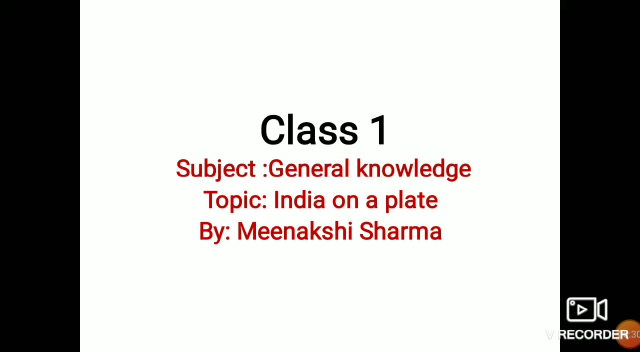 Class 1
Subject :General knowledge
Topic: India on a plate
By: Meenakshi Sharma
V RECORDER